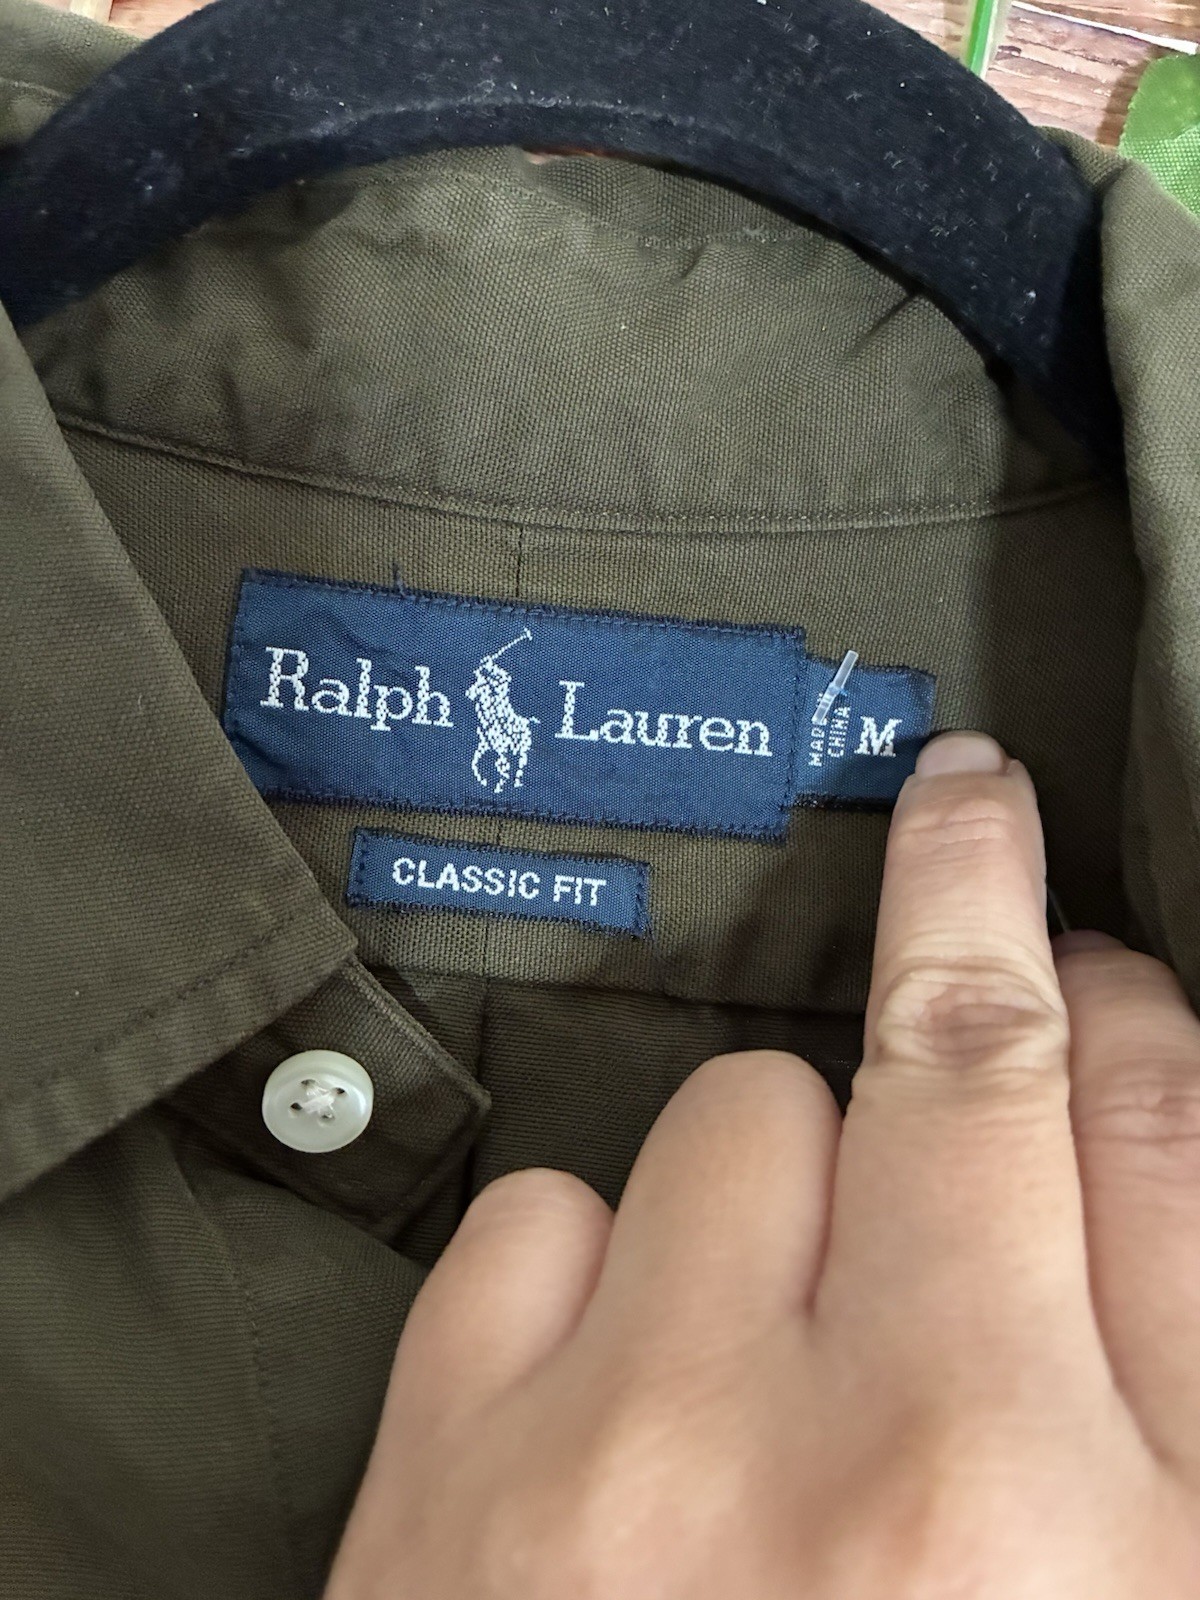 Ralph Lauren
MADE IN
CHINA
M
CLASSIC FIT